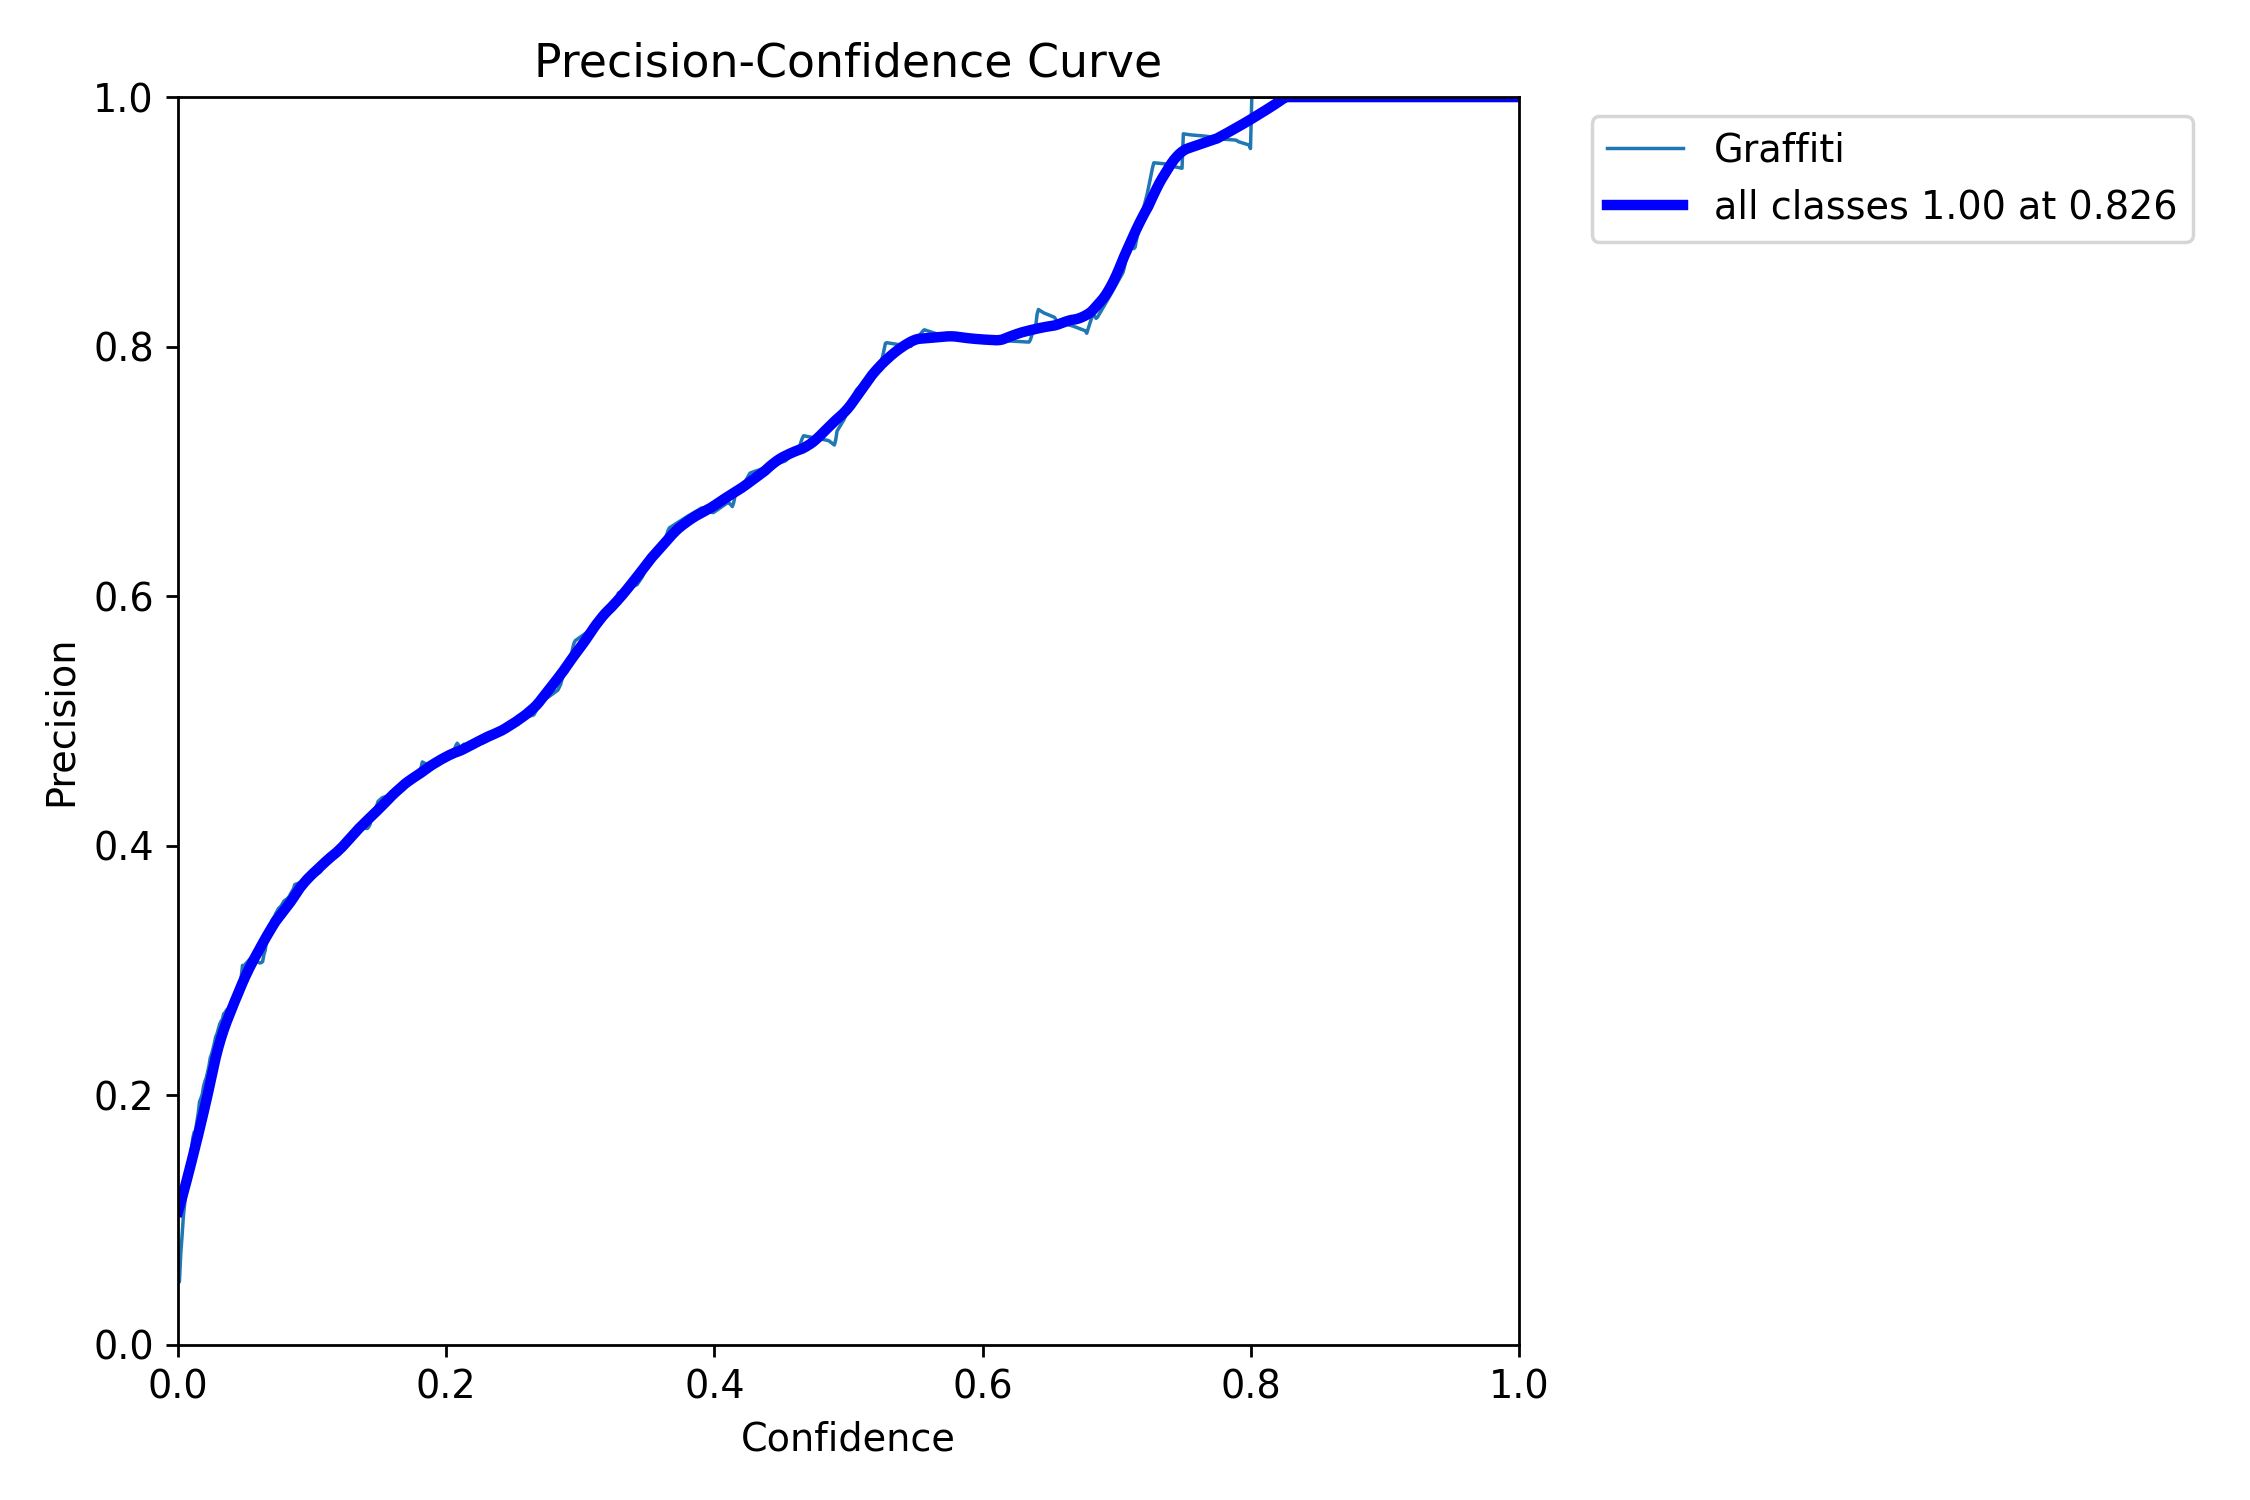 Precision-Confidence Curve
1.0
0.8
0.6
0.4
0.2
0.0
Precision
0.0 0.2 0.4 0.6 0.8 1.0
Confidence
Graffiti
all classes 1.00 at 0.826